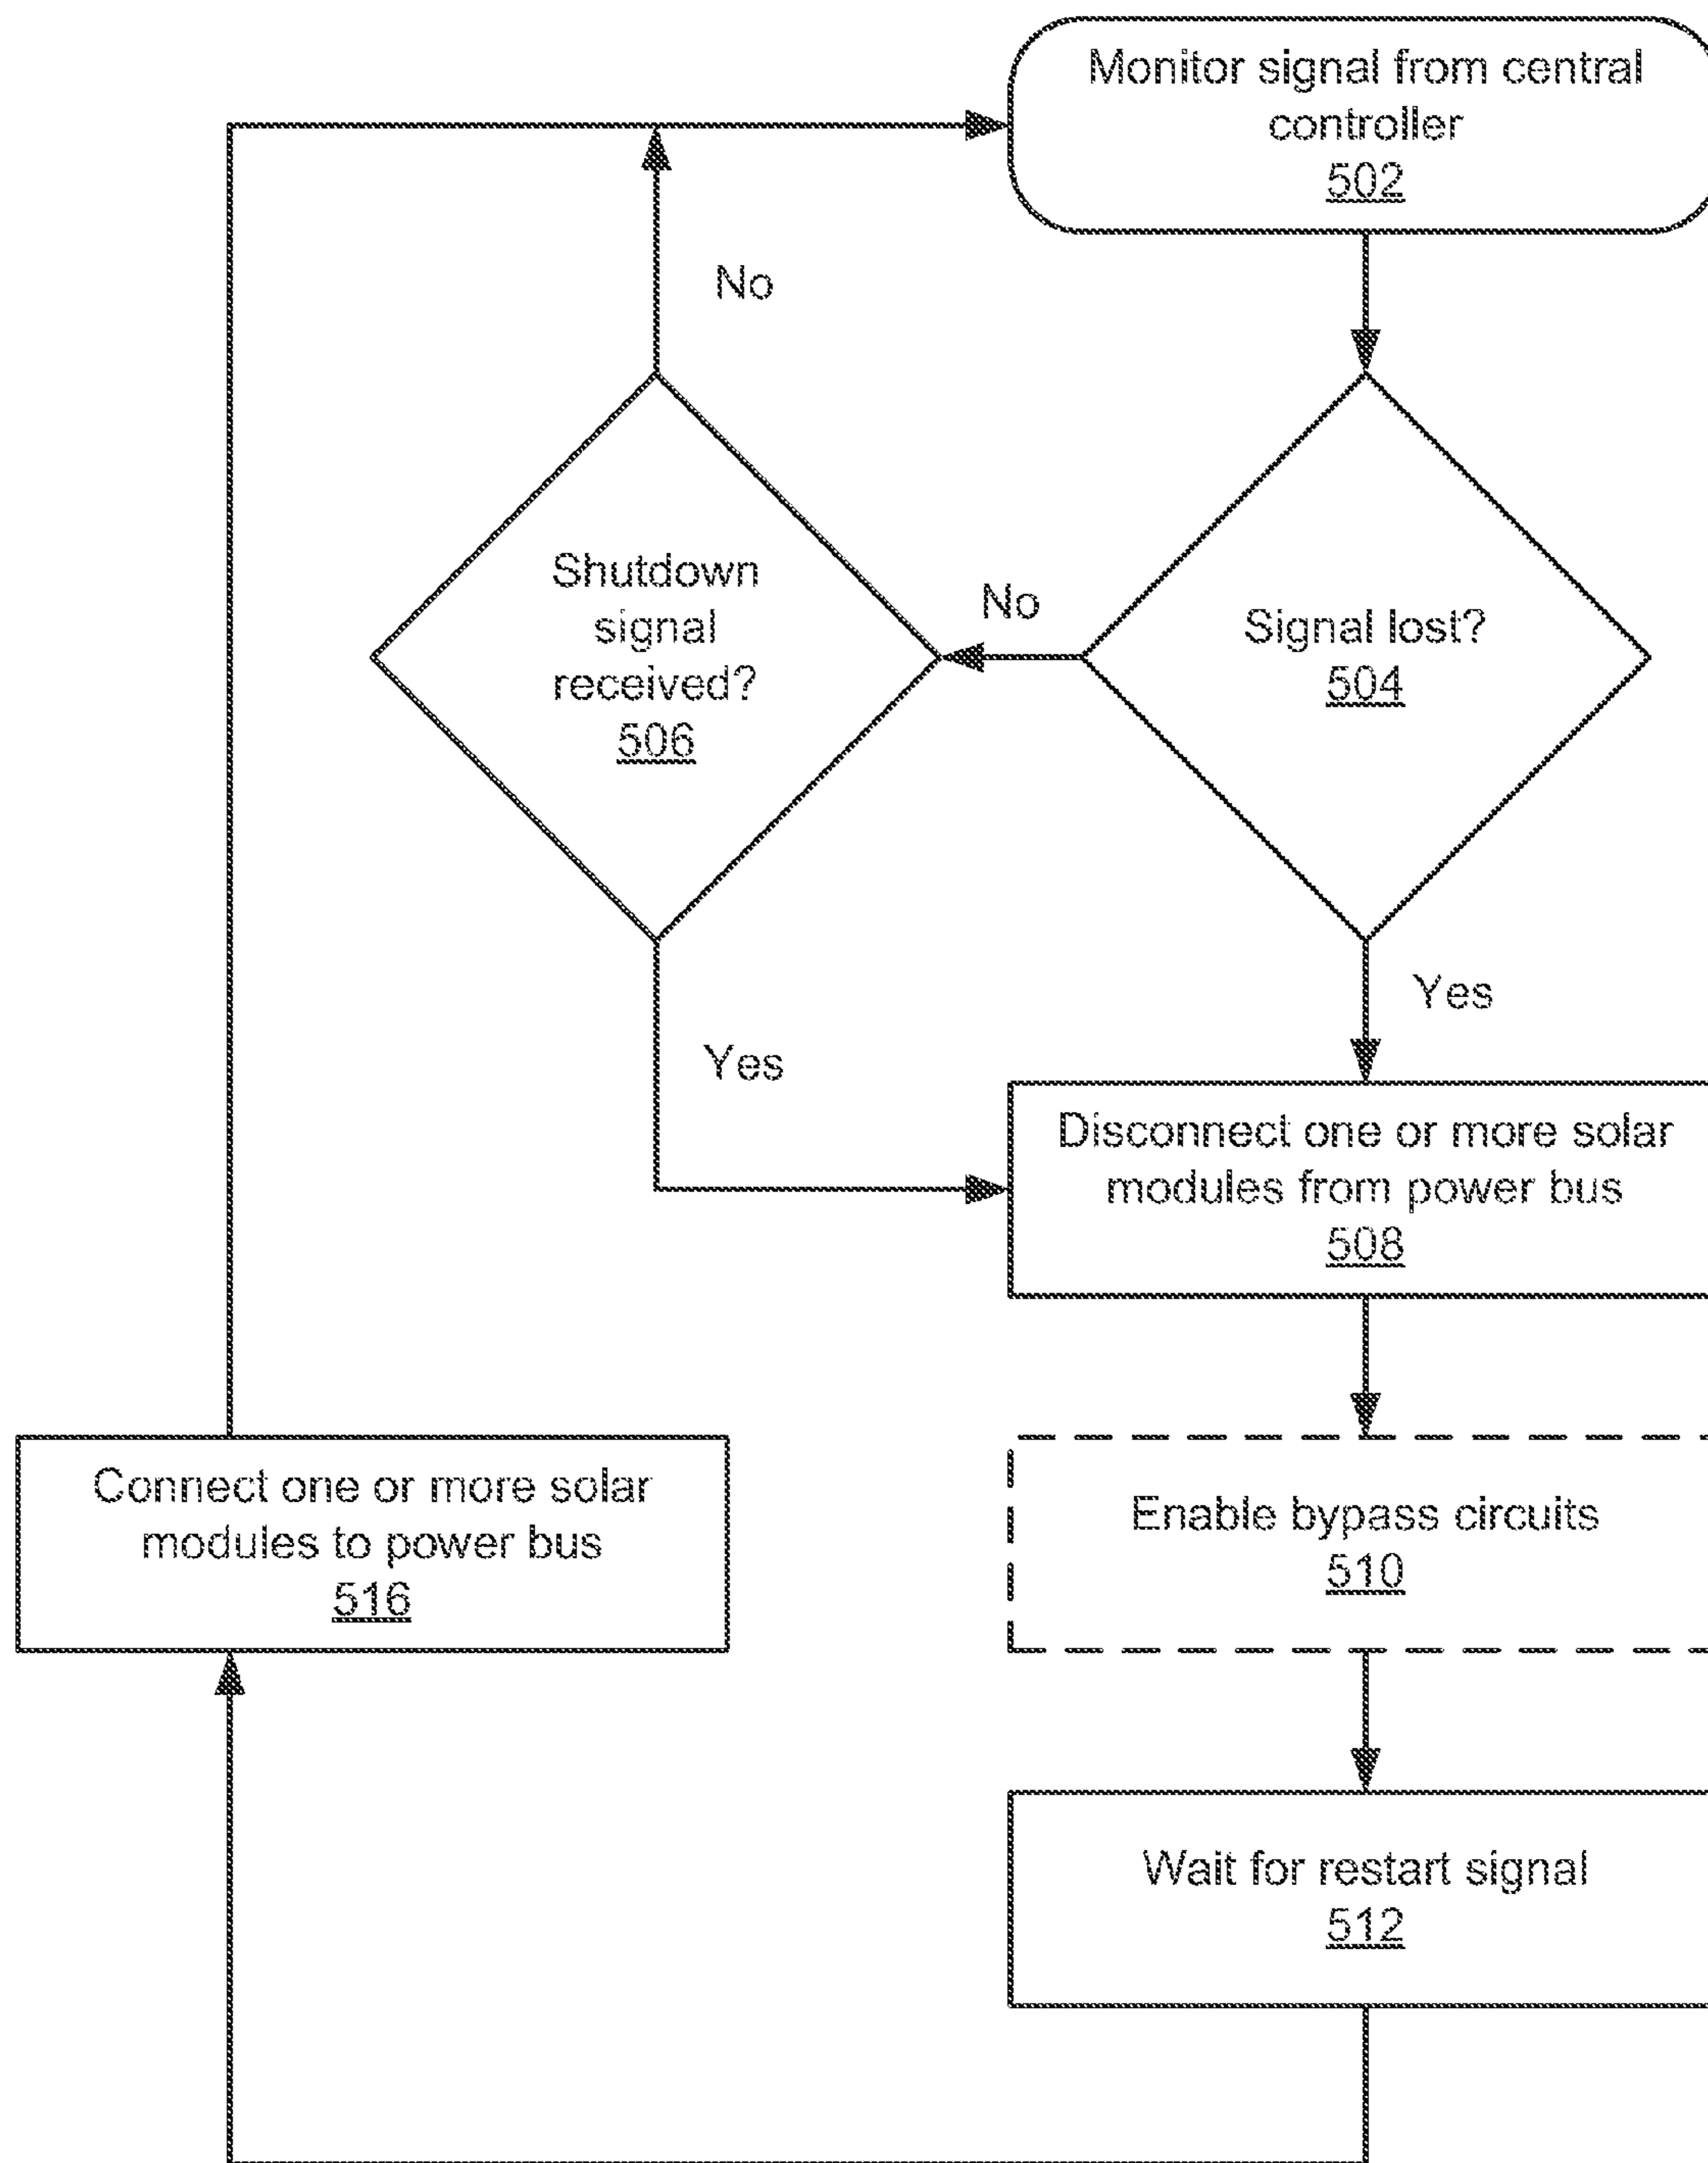 Monitor signal from central
controller
502
No
Shutdown
signal
received?
506
No
Signal lost?
504
Yes
Yes
Disconnect one or more solar
modules from power bus
508
Connect one or more solar
modules to power bus
516
Enable bypass circuits
510
Wait for restart signal
512